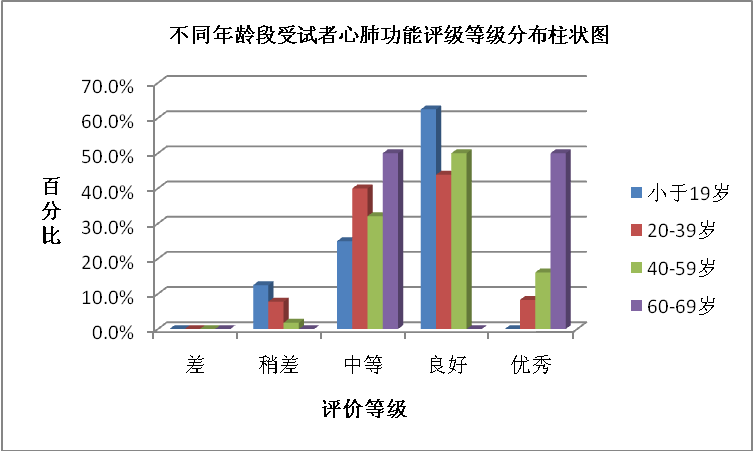 不同年龄段受试者心肺功能评级等级分布柱状图
70.0%
60.0%
50.0%
40.0%
30.0%
20.0%
10.0%
0.0%
百分比
差 稍差 中等 良好 优秀
评价等级
小于19岁
20-39岁
40-59岁
60-69岁